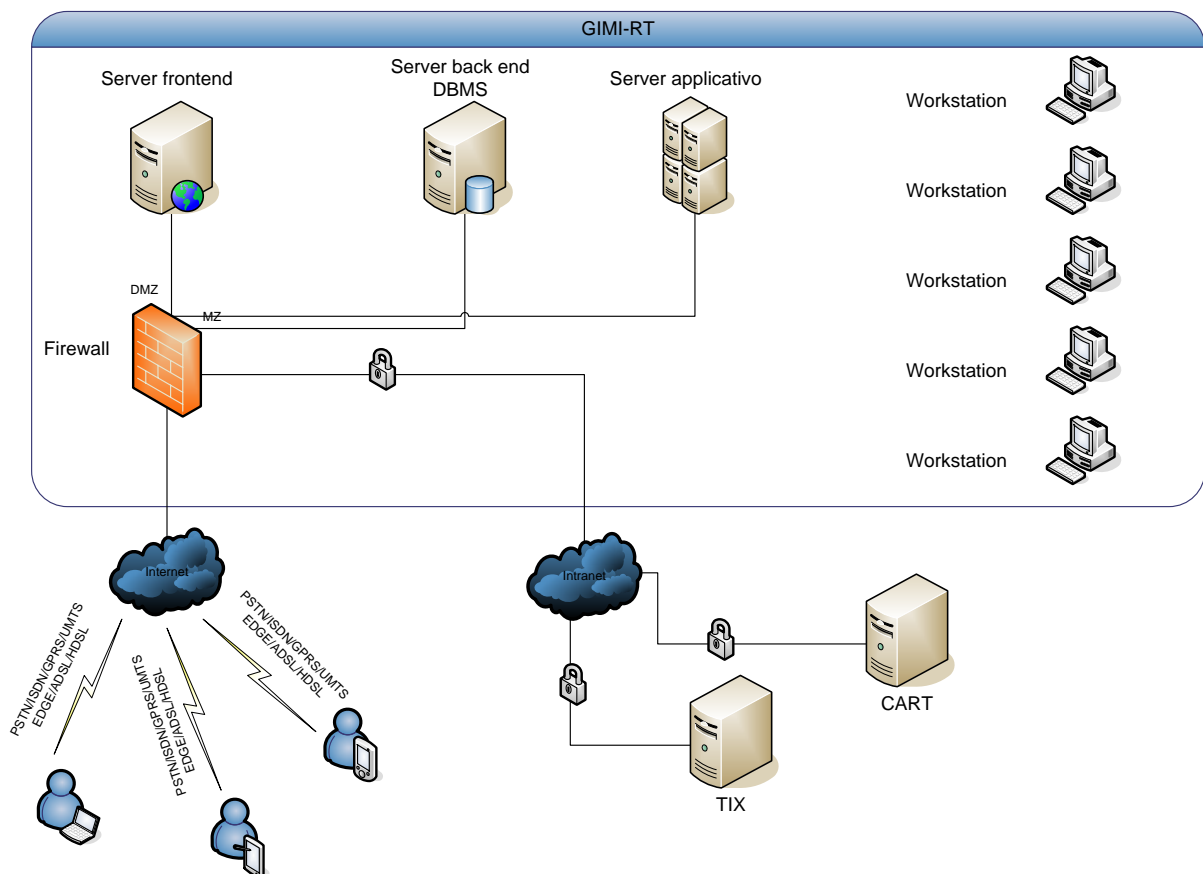 GIMI-RT
Server frontend
Server back end
DBMS
Server applicativo
Workstation
Workstation
Workstation
Workstation
Workstation
DMZ
MZ
Firewall
Internet
Intranet
PSTN/ISDN/GPRS/UMTS
EDGE/ADSL/HDSL
PSTN/ISDN/GPRS/UMTS
EDGE/ADSL/HDSL
PSTN/ISDN/GPRS/UMTS
EDGE/ADSL/HDSL
CART
TIX